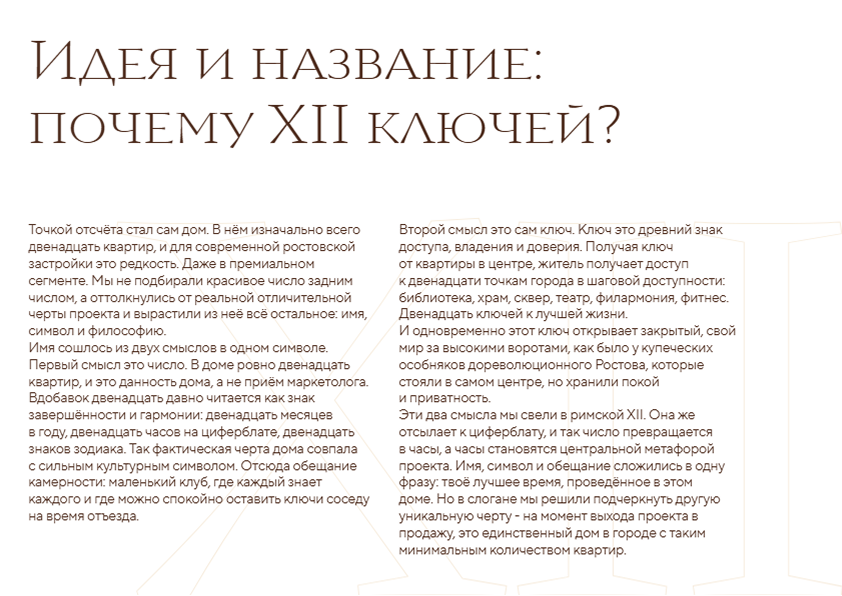 Идея и название:
почему XII ключей?
Точкой отсчёта стал сам дом. В нём изначально всего
двенадцать квартир, и для современной ростовской
застройки это редкость. Даже в премиальном
сегменте. Мы не подбирали красивое число задним
числом, а оттолкнулись от реальной отличительной
черты проекта и вырастили из неё всё остальное: имя,
символ и философию.
Имя сошлось из двух смыслов в одном символе.
Первый смысл это число. В доме ровно двенадцать
квартир, и это данность дома, а не приём маркетолога.
Вдобавок двенадцать давно читается как знак
завершённости и гармонии: двенадцать месяцев
в году, двенадцать часов на циферблате, двенадцать
знаков зодиака. Так фактическая черта дома совпала
с сильным культурным символом. Отсюда обещание
камерности: маленький клуб, где каждый знает
каждого и где можно спокойно оставить ключи соседу
на время отъезда.
Второй смысл это сам ключ. Ключ это древний знак
доступа, владения и доверия. Получая ключ
от квартиры в центре, житель получает доступ
к двенадцати точкам города в шаговой доступности:
библиотека, храм, сквер, театр, филармония, фитнес.
Двенадцать ключей к лучшей жизни.
И одновременно этот ключ открывает закрытый, свой
мир за высокими воротами, как было у купеческих
особняков дореволюционного Ростова, которые
стояли в самом центре, но хранили покой
и приватность.
Эти два смысла мы свели в римской XII. Она же
отсылает к циферблату, и так число превращается
в часы, а часы становятся центральной метафорой
проекта. Имя, символ и обещание сложились в одну
фразу: твоё лучшее время, проведённое в этом
доме. Но в слогане мы решили подчеркнуть другую
уникальную черту - на момент выхода проекта в
продажу, это единственный дом в городе с таким
минимальным количеством квартир.
XII